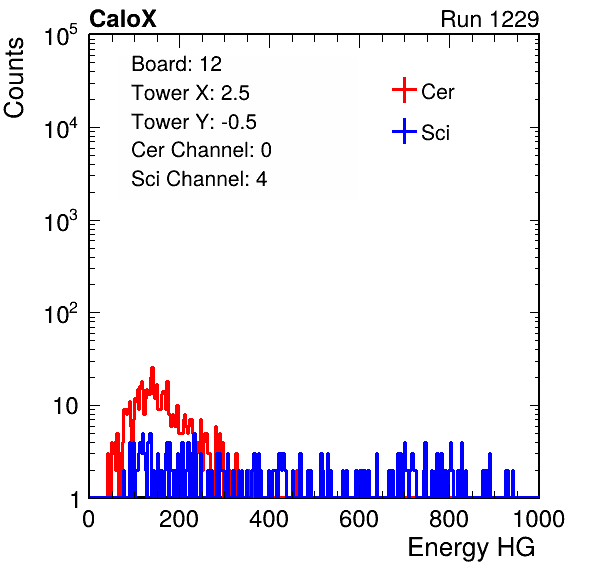 CaloX Run 1229
Counts
10^5
10^4
10^3
10^2
10
1
Board: 12
Tower X: 2.5
Tower Y: -0.5
Cer Channel: 0
Sci Channel: 4
Cer
Sci
0 200 400 600 800 1000
Energy HG